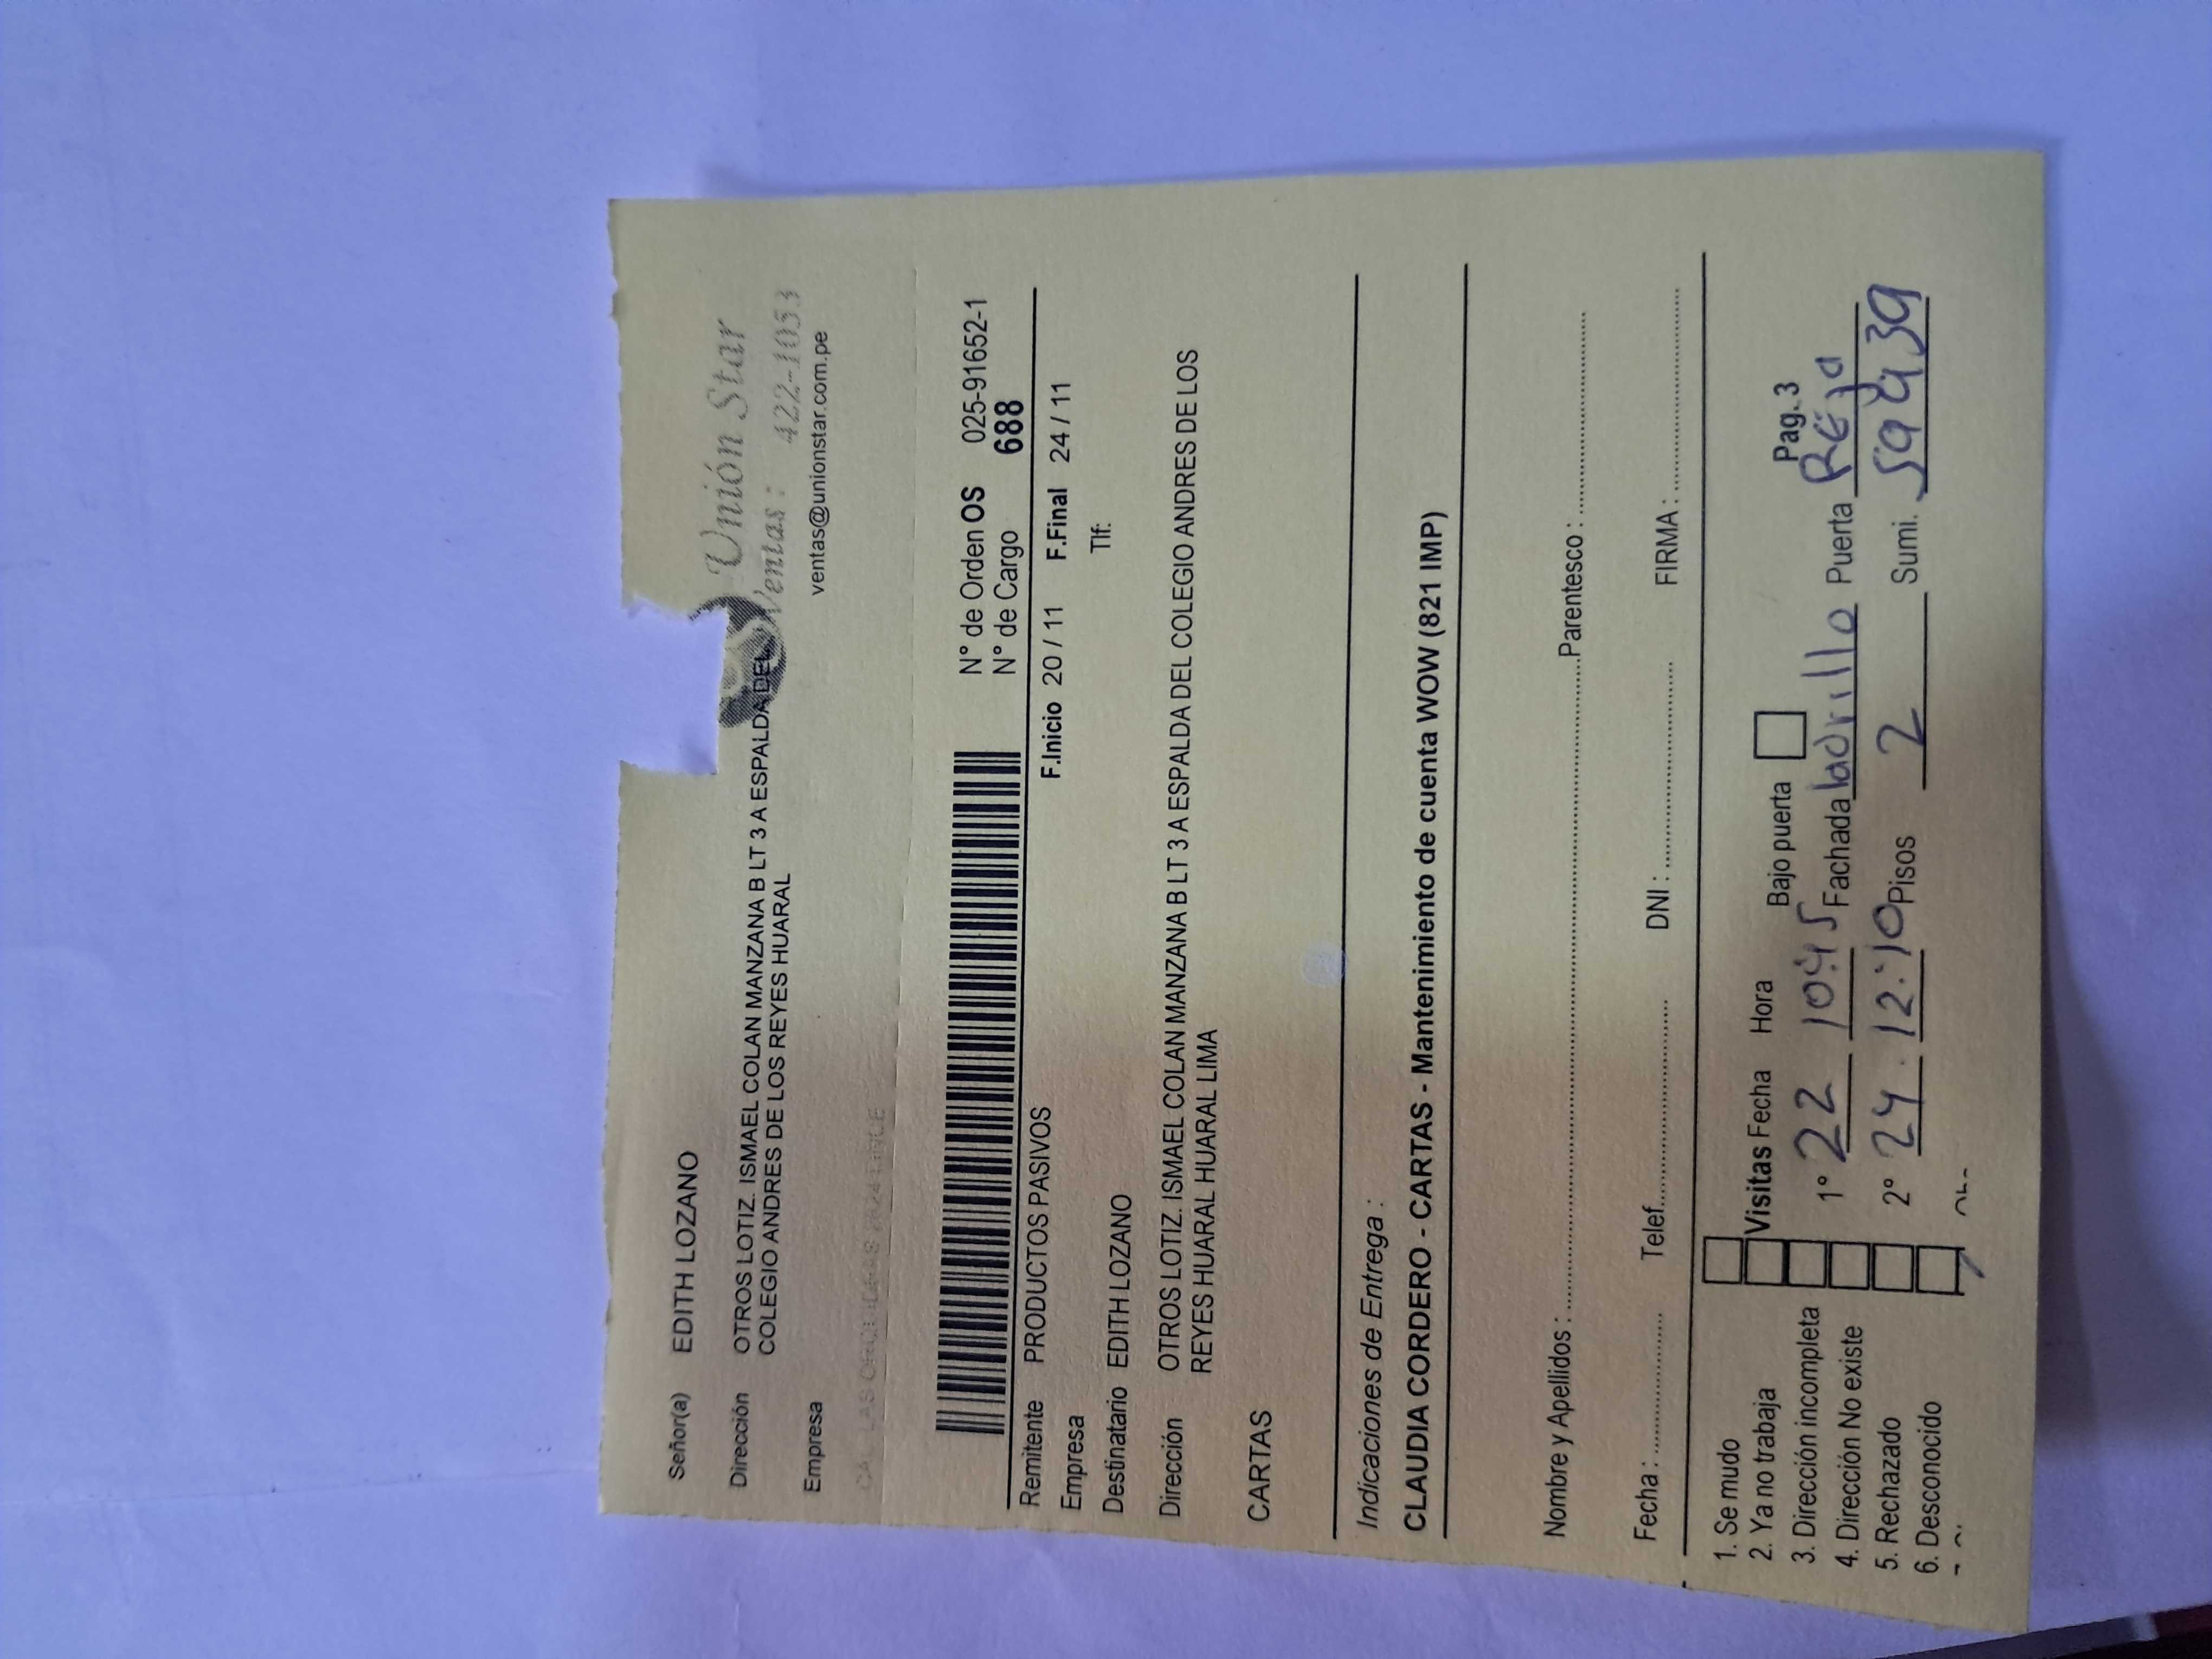 Señor(a) EDITH LOZANO
Unión Star
Dirección OTROS LOTIZ. ISMAEL COLAN MANZANA B LT 3 A ESPALDA DEL
COLEGIO ANDRES DE LOS REYES HUARAL
Ventas : 422-1053
Empresa
ventas@unionstar.com.pe
N° de Orden OS 025-91652-1
N° de Cargo 688
Remitente PRODUCTOS PASIVOS
F.Inicio 20 / 11 F.Final 24 / 11
Empresa
Tlf:
Destinatario EDITH LOZANO
Dirección OTROS LOTIZ. ISMAEL COLAN MANZANA B LT 3 A ESPALDA DEL COLEGIO ANDRES DE LOS
REYES HUARAL HUARAL LIMA
CARTAS
Indicaciones de Entrega :
CLAUDIA CORDERO - CARTAS - Mantenimiento de cuenta WOW (821 IMP)
Nombre y Apellidos : Parentesco :
Fecha : Telef. DNI : FIRMA :
1. Se mudo
2. Ya no trabaja
3. Dirección incompleta
4. Dirección No existe
5. Rechazado
6. Desconocido
Visitas Fecha Hora Bajo puerta Pag. 3
1° 22 10:45 Fachada ladrillo Puerta Reja
2° 24 12:10 Pisos 2 Sumi. 59939